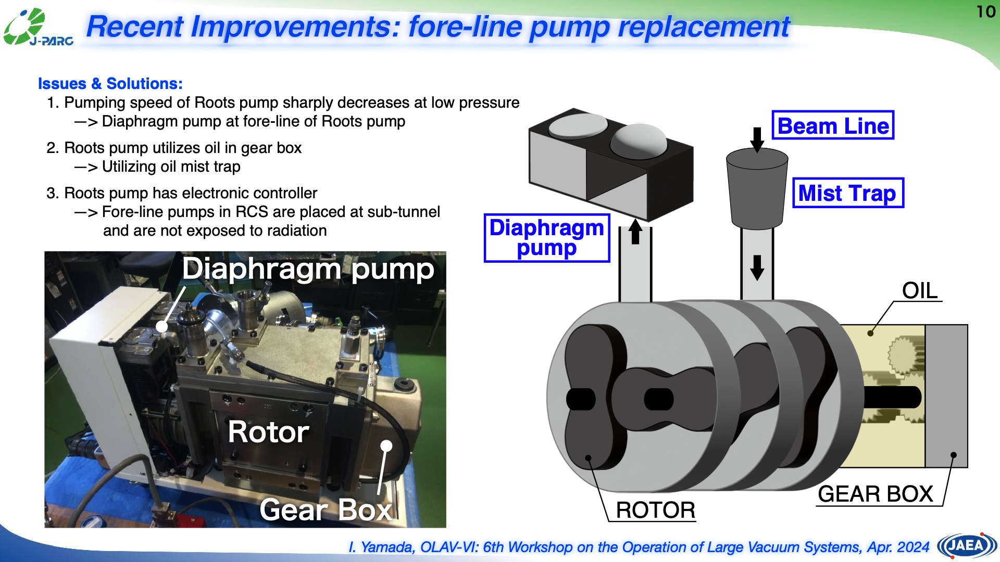 10
J-PARC
Recent Improvements: fore-line pump replacement
Issues & Solutions:
1. Pumping speed of Roots pump sharply decreases at low pressure
—> Diaphragm pump at fore-line of Roots pump
2. Roots pump utilizes oil in gear box
—> Utilizing oil mist trap
3. Roots pump has electronic controller
—> Fore-line pumps in RCS are placed at sub-tunnel
and are not exposed to radiation
Diaphragm pump
Rotor
Gear Box
Beam Line
Mist Trap
Diaphragm
pump
OIL
GEAR BOX
ROTOR
I. Yamada, OLAV-VI: 6th Workshop on the Operation of Large Vacuum Systems, Apr. 2024
JAEA